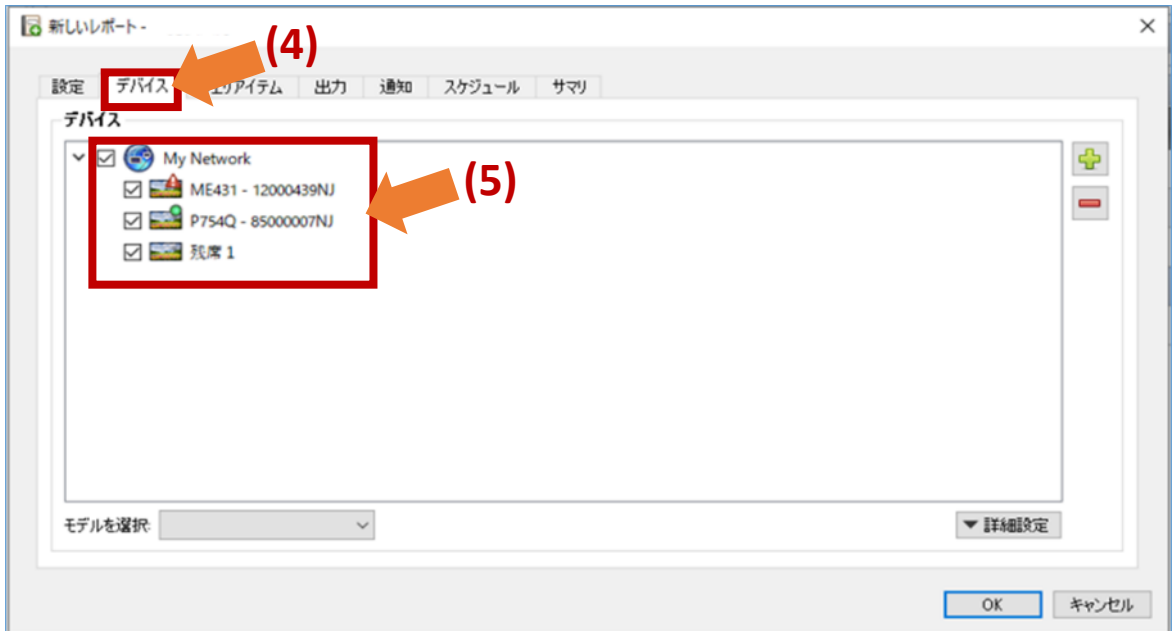 新しいレポート -
(4)
設定 デバイス エリアイテム 出力 通知 スケジュール サマリ
デバイス
My Network
ME431 - 12000439NJ
(5)
P754Q - 85000007NJ
残席 1
モデルを選択:
詳細設定
OK キャンセル